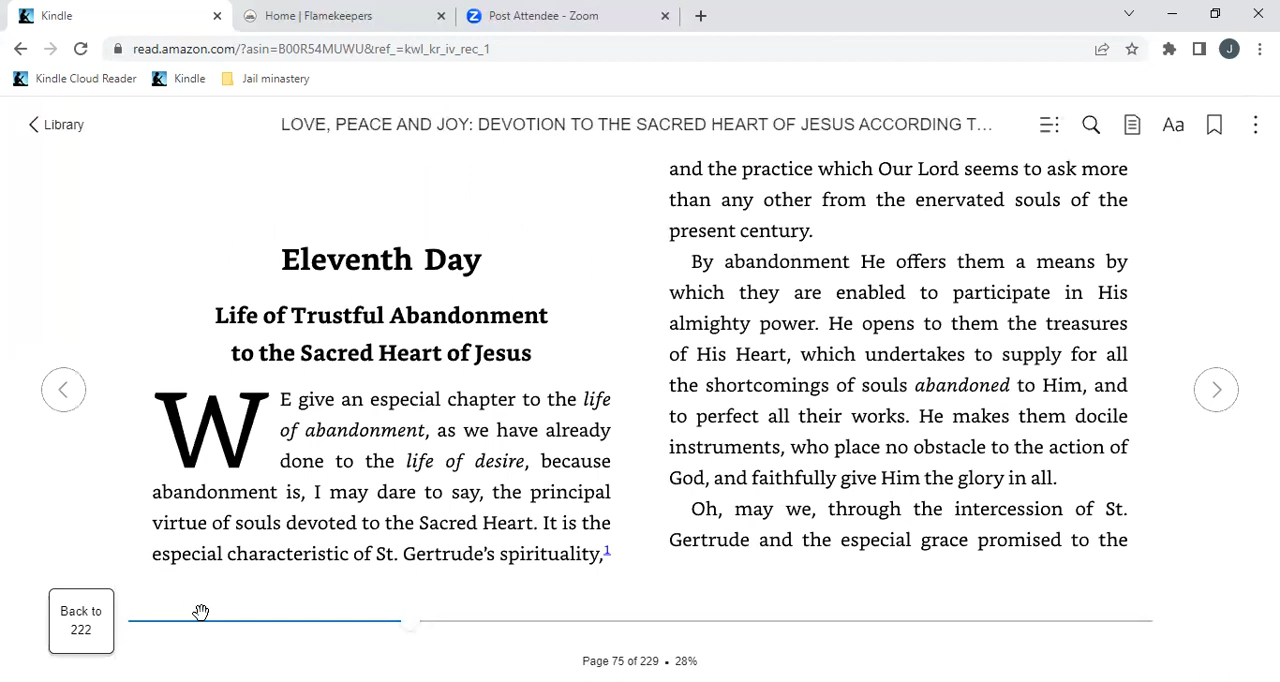 Kindle
Home | Flamekeepers
Post Attendee - Zoom
read.amazon.com/?asin=B00R54MUWU&ref_=kwl_kr_iv_rec_1
J
Kindle Cloud Reader
Kindle
Jail minastery
Library
LOVE, PEACE AND JOY: DEVOTION TO THE SACRED HEART OF JESUS ACCORDING T...
Aa
Eleventh Day
Life of Trustful Abandonment
to the Sacred Heart of Jesus
WE give an especial chapter to the life
of abandonment, as we have already
done to the life of desire, because
abandonment is, I may dare to say, the principal
virtue of souls devoted to the Sacred Heart. It is the
especial characteristic of St. Gertrude's spirituality,1
and the practice which Our Lord seems to ask more
than any other from the enervated souls of the
present century.
By abandonment He offers them a means by
which they are enabled to participate in His
almighty power. He opens to them the treasures
of His Heart, which undertakes to supply for all
the shortcomings of souls abandoned to Him, and
to perfect all their works. He makes them docile
instruments, who place no obstacle to the action of
God, and faithfully give Him the glory in all.
Oh, may we, through the intercession of St.
Gertrude and the especial grace promised to the
Back to
222
Page 75 of 229 • 28%